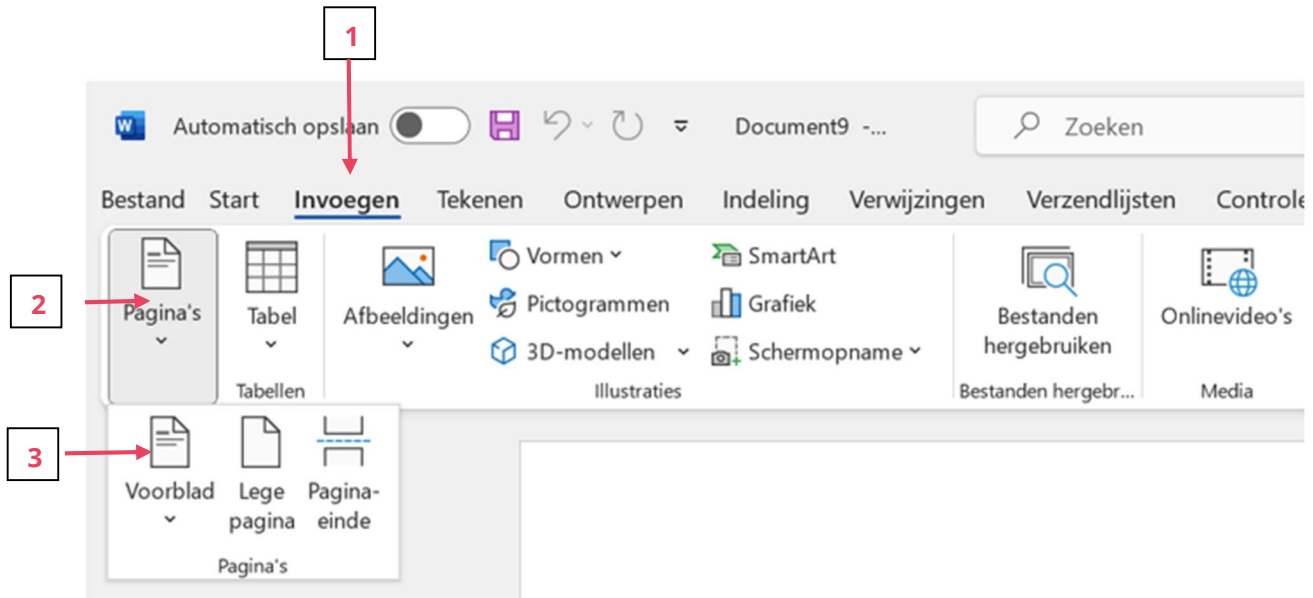 1
Automatisch opslaan
Document9 -...
Zoeken
Bestand Start Invoegen Tekenen Ontwerpen Indeling Verwijzingen Verzendlijsten Controle
2
Pagina's
Tabel
Tabellen
Afbeeldingen
Vormen
Pictogrammen
3D-modellen
SmartArt
Grafiek
Schermopname
Illustraties
Bestanden
hergebruiken
Bestanden hergebr...
Onlinevideo's
Media
3
Voorblad
Lege
pagina
Pagina-
einde
Pagina's